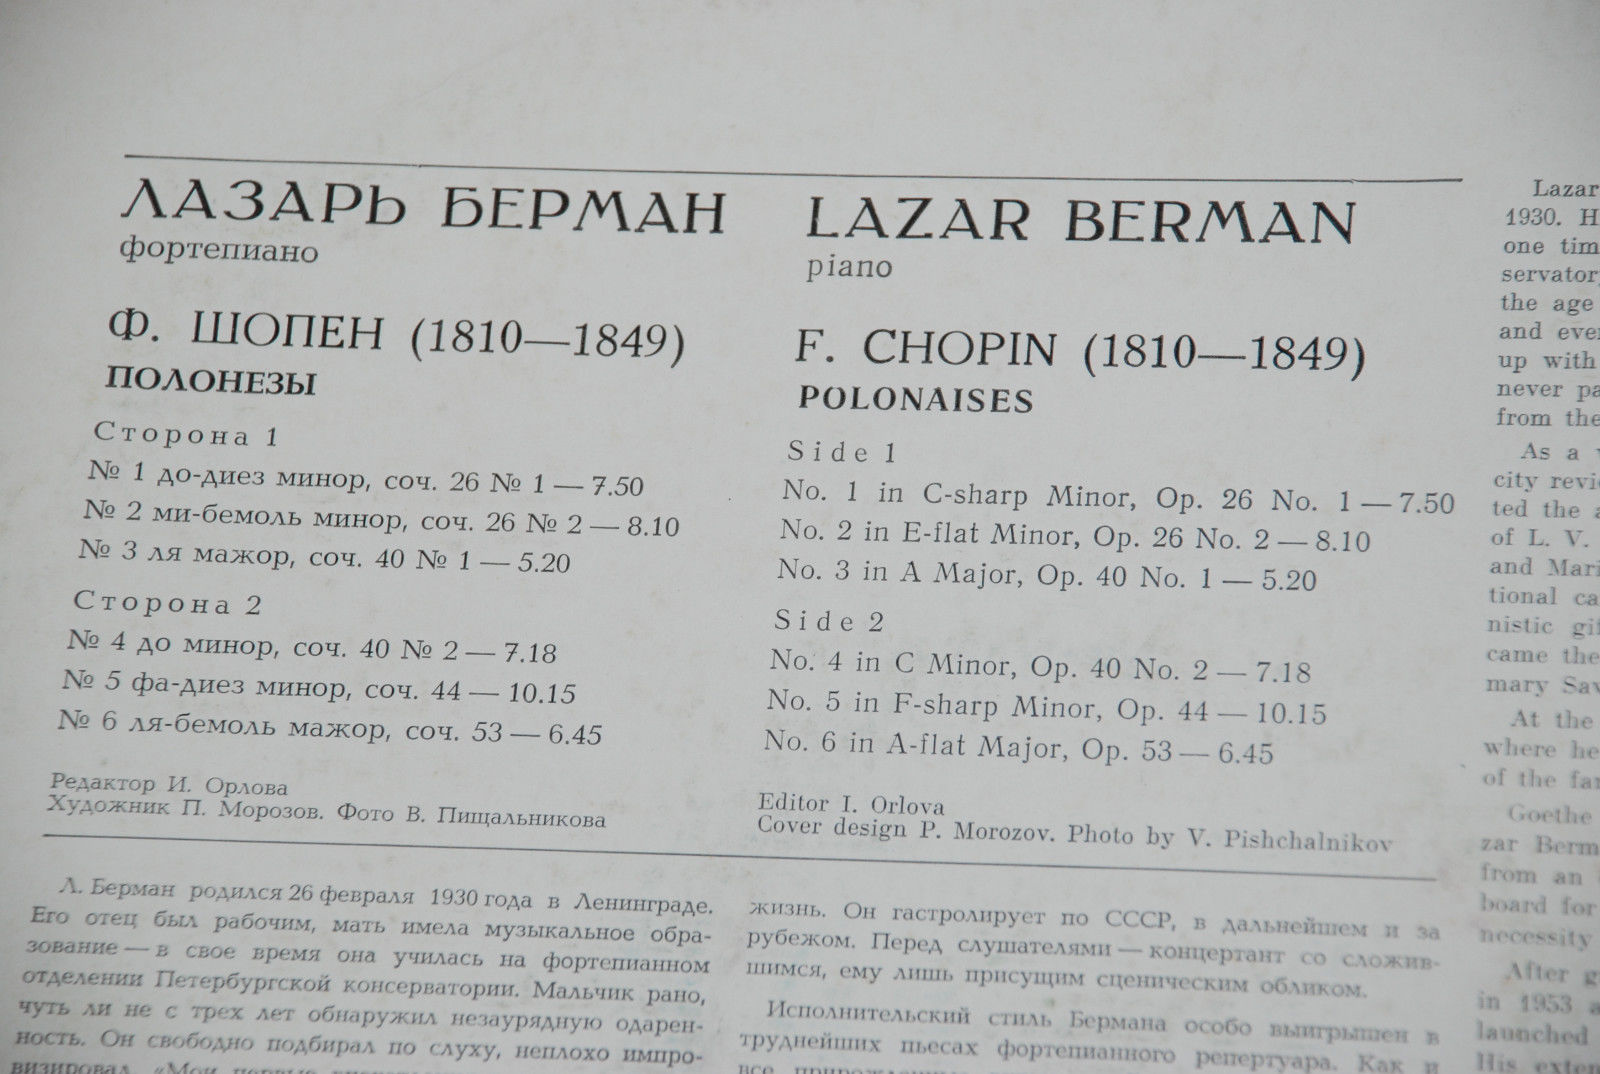 ЛАЗАРЬ БЕРМАН
фортепиано
Ф. ШОПЕН (1810—1849)
ПОЛОНЕЗЫ
Сторона 1
№ 1 до-диез минор, соч. 26 № 1 — 7.50
№ 2 ми-бемоль минор, соч. 26 № 2 — 8.10
№ 3 ля мажор, соч. 40 № 1 — 5.20
Сторона 2
№ 4 до минор, соч. 40 № 2 — 7.18
№ 5 фа-диез минор, соч. 44 — 10.15
№ 6 ля-бемоль мажор, соч. 53 — 6.45
Редактор И. Орлова
Художник П. Морозов. Фото В. Пищальникова
LAZAR BERMAN
piano
F. CHOPIN (1810—1849)
POLONAISES
Side 1
No. 1 in C-sharp Minor, Op. 26 No. 1 — 7.50
No. 2 in E-flat Minor, Op. 26 No. 2 — 8.10
No. 3 in A Major, Op. 40 No. 1 — 5.20
Side 2
No. 4 in C Minor, Op. 40 No. 2 — 7.18
No. 5 in F-sharp Minor, Op. 44 — 10.15
No. 6 in A-flat Major, Op. 53 — 6.45
Editor I. Orlova
Cover design P. Morozov. Photo by V. Pishchalnikov
Л. Берман родился 26 февраля 1930 года в Ленинграде.
Его отец был рабочим, мать имела музыкальное обра-
зование — в свое время она училась на фортепианном
отделении Петербургской консерватории. Мальчик рано,
чуть ли не с трех лет обнаружил незаурядную одарен-
ность. Он свободно подбирал по слуху, неплохо импро-
визировал. «Мои первые
жизнь. Он гастролирует по СССР, в дальнейшем и за
рубежом. Перед слушателями — концертант со сложив-
шимся, ему лишь присущим сценическим обликом.
Исполнительский стиль Бермана особо выигрышен в
труднейших пьесах фортепианного репертуара. Как и
все
Lazar
1930. H
one tim
servator
the age
and eve
up with
never pa
from the
As a
city revi
ted the a
of L. V.
and Mari
tional ca
nistic gif
came the
mary Sav
At the
where he
of the fa
Goethe
zar Berm
from an
board for
necessity
After g
in 1953 a
launched
His exten